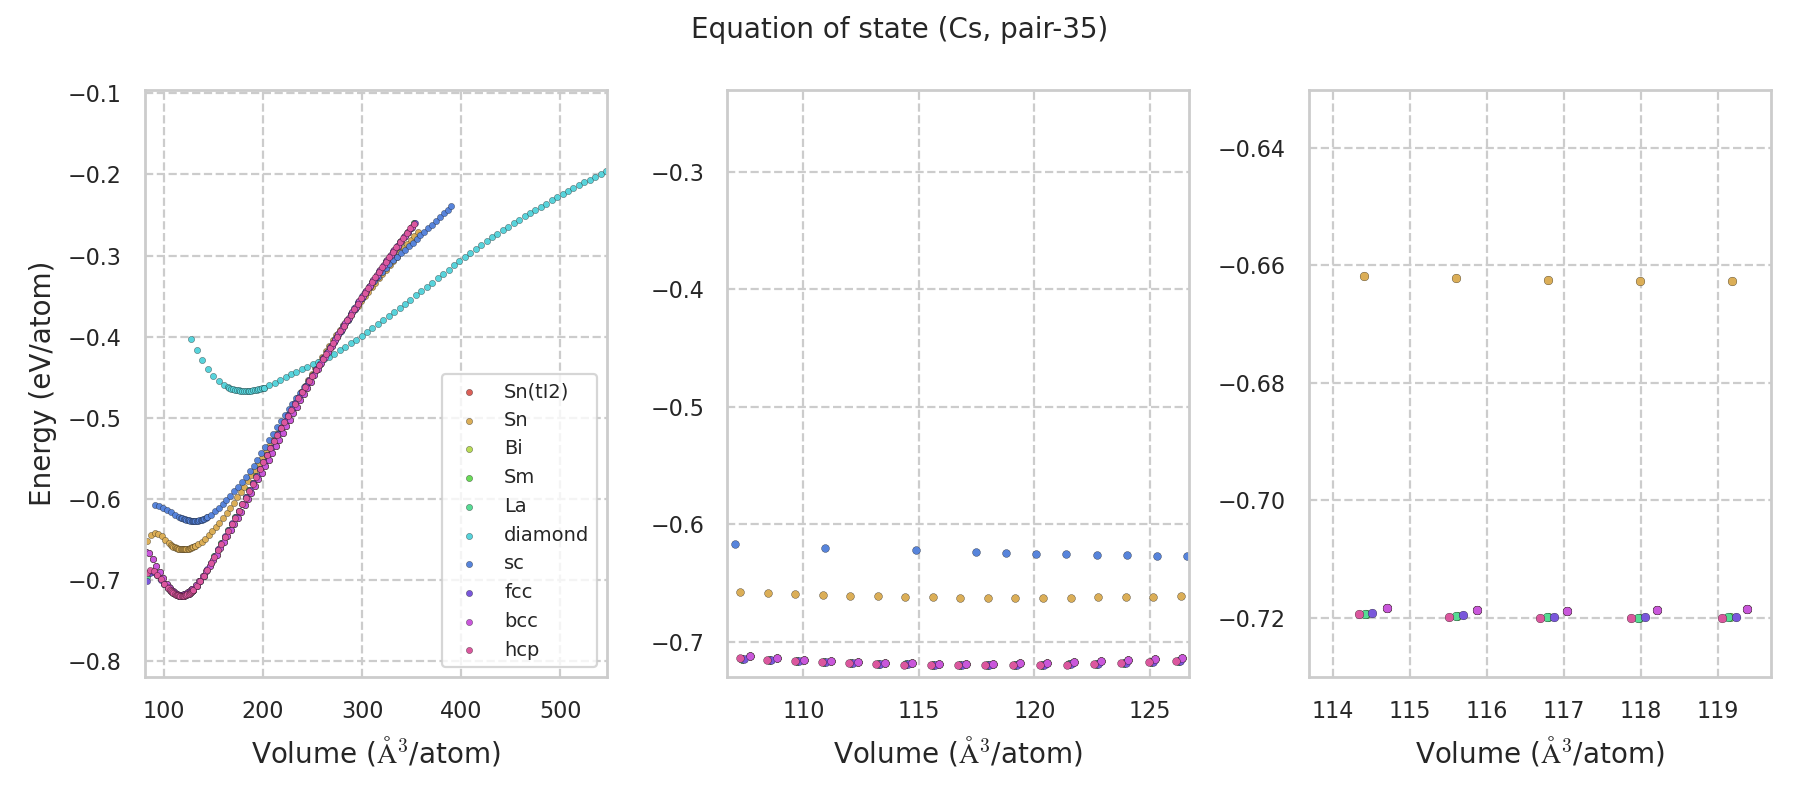 Equation of state (Cs, pair-35)
Energy (eV/atom)
−0.1
−0.2
−0.3
−0.4
−0.5
−0.6
−0.7
−0.8
100
200
300
400
500
Volume (Å³/atom)
Sn(tI2)
Sn
Bi
Sm
La
diamond
sc
fcc
bcc
hcp
−0.3
−0.4
−0.5
−0.6
−0.7
110
115
120
125
Volume (Å³/atom)
−0.64
−0.66
−0.68
−0.70
−0.72
114
115
116
117
118
119
Volume (Å³/atom)